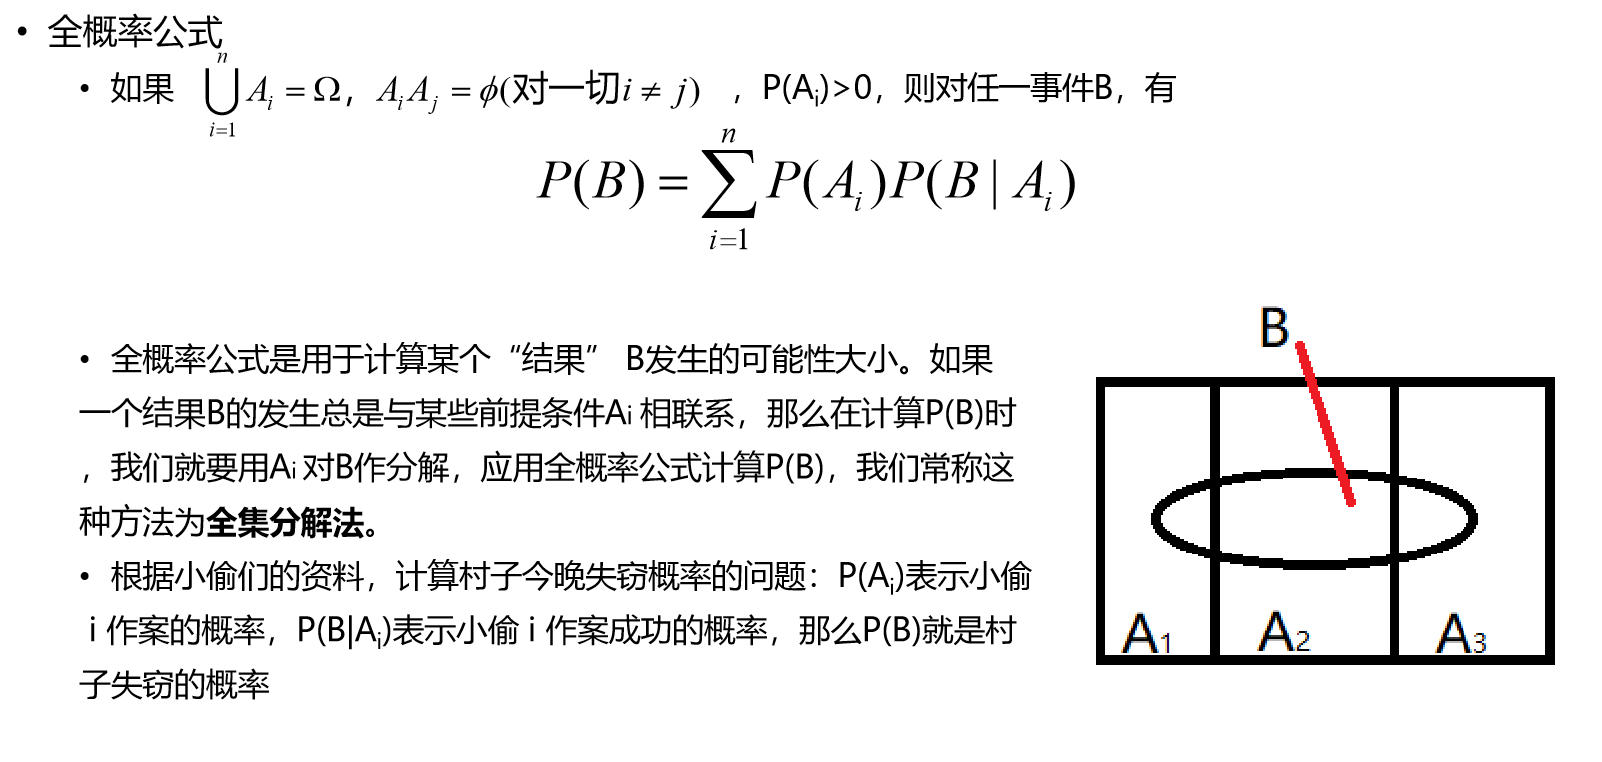 • 全概率公式
• 如果 $\bigcup_{i=1}^{n} A_i = \Omega$，$A_i A_j = \phi$(对一切$i \neq j$) ，P(A_i)>0，则对任一事件B，有
$P(B) = \sum_{i=1}^{n} P(A_i)P(B | A_i)$
• 全概率公式是用于计算某个“结果” B发生的可能性大小。如果
一个结果B的发生总是与某些前提条件Ai 相联系，那么在计算P(B)时
，我们就要用Ai 对B作分解，应用全概率公式计算P(B)，我们常称这
种方法为全集分解法。
• 根据小偷们的资料，计算村子今晚失窃概率的问题：P(A_i)表示小偷
i 作案的概率，P(B|A_i)表示小偷 i 作案成功的概率，那么P(B)就是村
子失窃的概率
B
A1 A2 A3